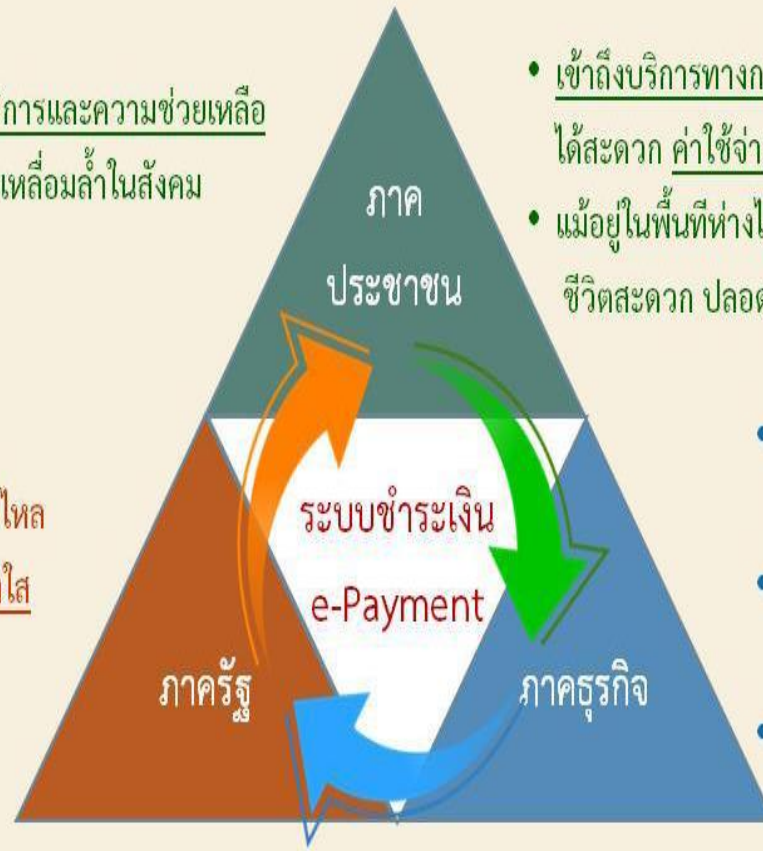 การและความช่วยเหลือ
เหลื่อมล้ำในสังคม
• เข้าถึงบริการทางก
ได้สะดวก ค่าใช้จ่า
• แม้อยู่ในพื้นที่ห่างไ
ชีวิตสะดวก ปลอด
ภาค
ประชาชน
ไหล
ใส
ระบบชำระเงิน
e-Payment
ภาครัฐ
ภาคธุรกิจ